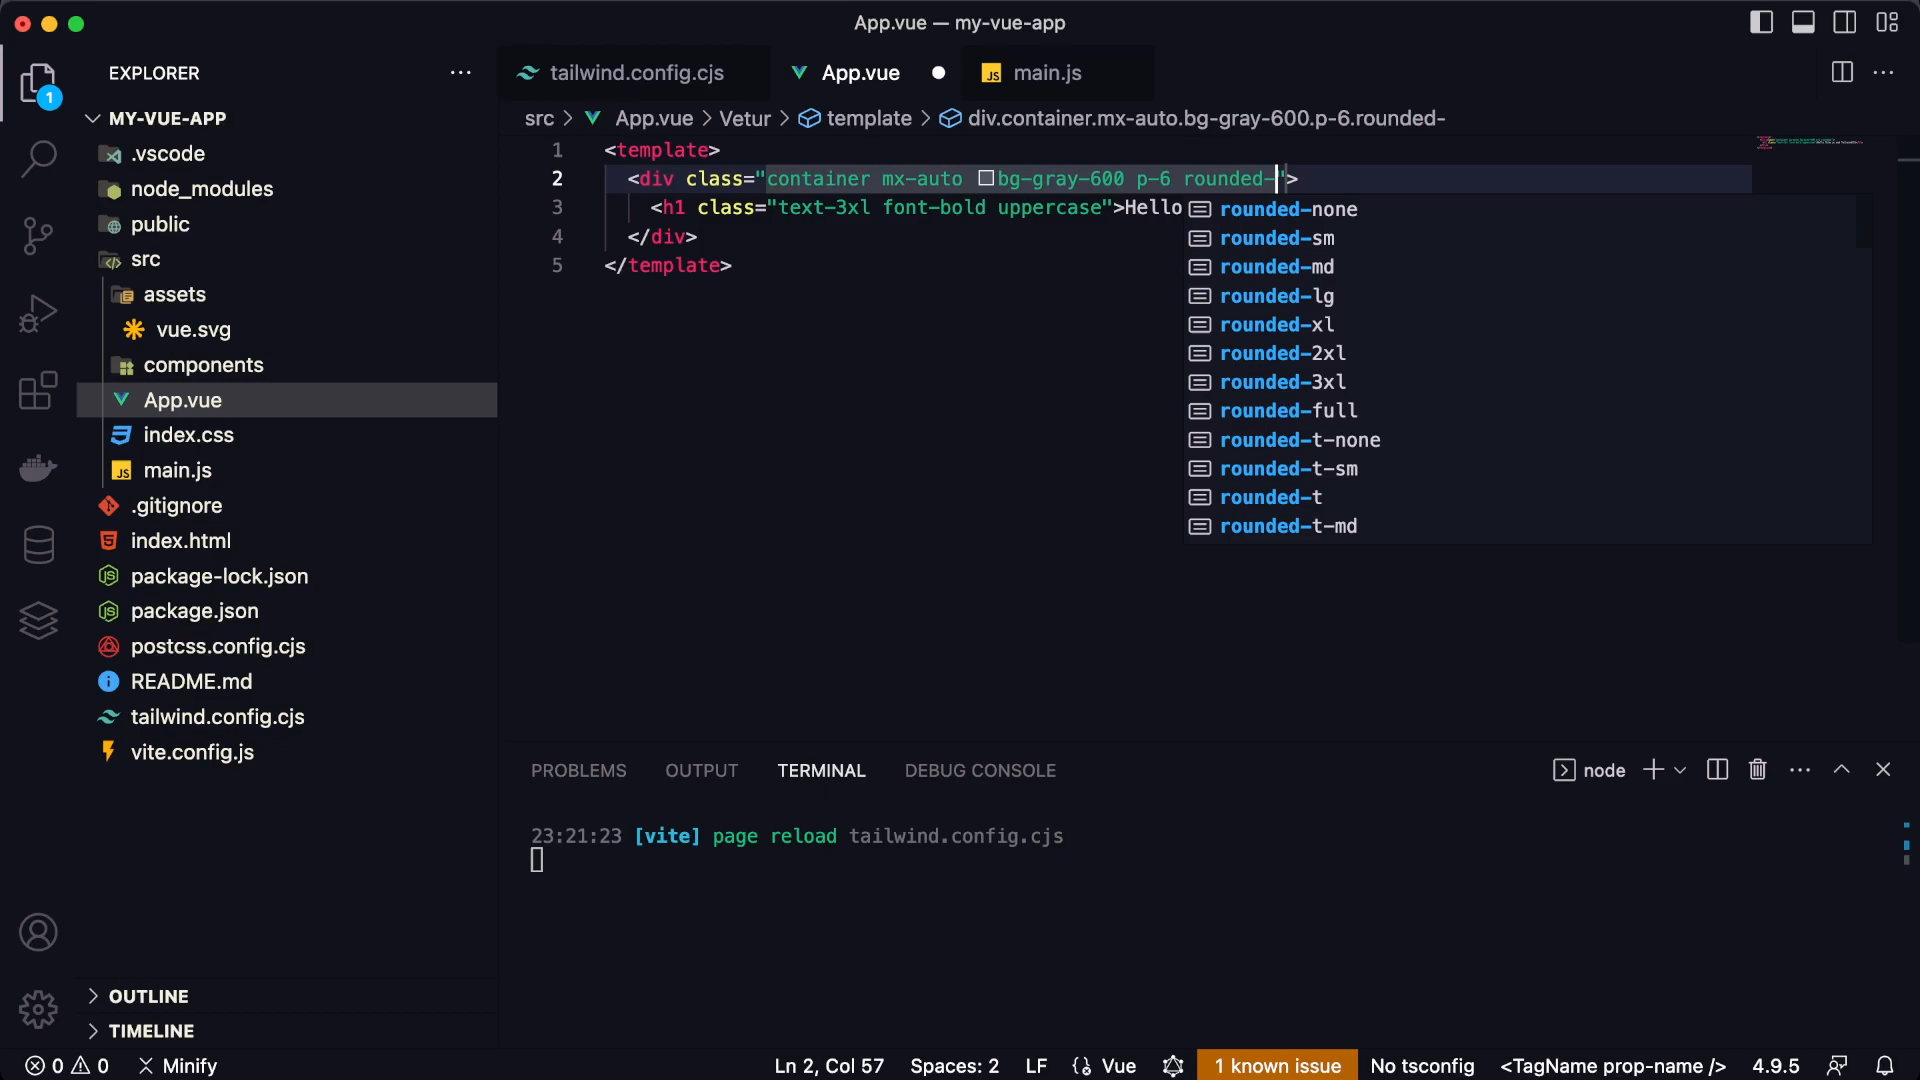 App.vue — my-vue-app
EXPLORER
tailwind.config.cjs
App.vue
main.js
1
MY-VUE-APP
.vscode
node_modules
public
src
assets
vue.svg
components
App.vue
index.css
main.js
.gitignore
index.html
package-lock.json
package.json
postcss.config.cjs
README.md
tailwind.config.cjs
vite.config.js
OUTLINE
TIMELINE
src > App.vue > Vetur > template > div.container.mx-auto.bg-gray-600.p-6.rounded-
1 <template>
2 <div class="container mx-auto bg-gray-600 p-6 rounded-">
3 <h1 class="text-3xl font-bold uppercase">Hello
4 </div>
5 </template>
rounded-none
rounded-sm
rounded-md
rounded-lg
rounded-xl
rounded-2xl
rounded-3xl
rounded-full
rounded-t-none
rounded-t-sm
rounded-t
rounded-t-md
PROBLEMS OUTPUT TERMINAL DEBUG CONSOLE
node
23:21:23 [vite] page reload tailwind.config.cjs
0 0 Minify Ln 2, Col 57 Spaces: 2 LF Vue 1 known issue No tsconfig <TagName prop-name /> 4.9.5